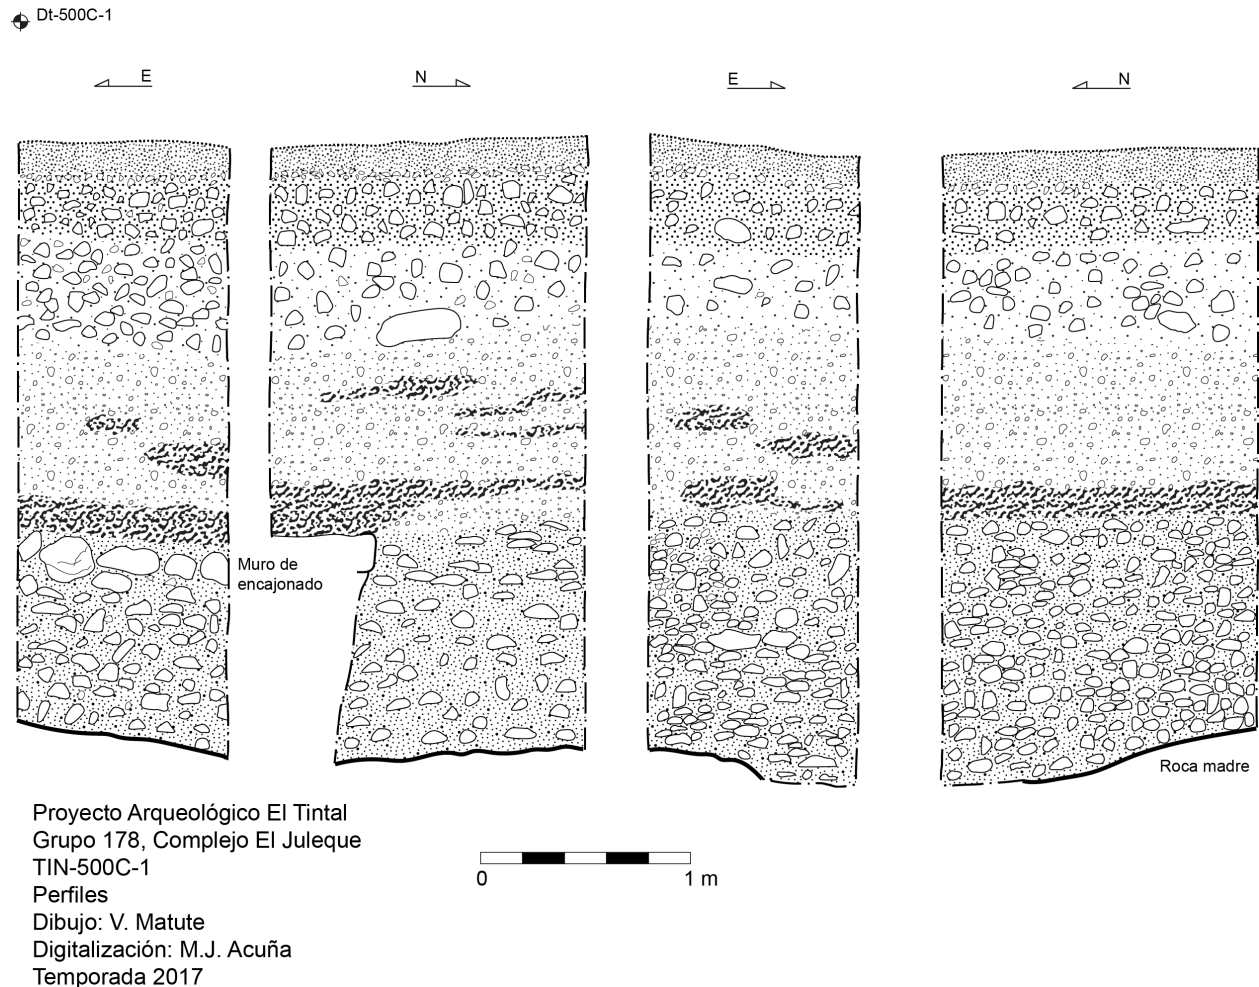 Dt-500C-1
E
N
E
N
Muro de
encajonado
Roca madre
Proyecto Arqueológico El Tintal
Grupo 178, Complejo El Juleque
TIN-500C-1
Perfiles
Dibujo: V. Matute
Digitalización: M.J. Acuña
Temporada 2017
0
1 m